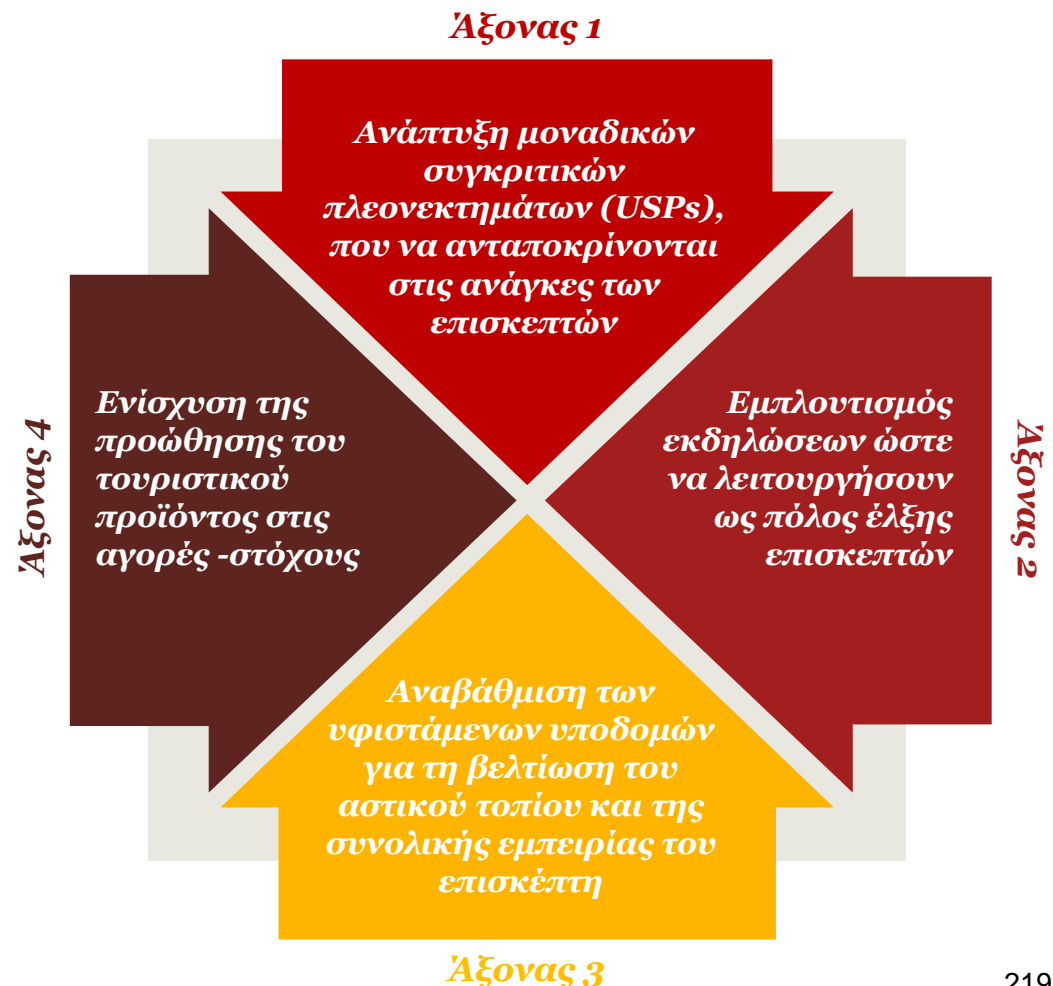 Άξονας 1
Ανάπτυξη μοναδικών
συγκριτικών
πλεονεκτημάτων (USPs),
που να ανταποκρίνονται
στις ανάγκες των
επισκεπτών
Άξονας 2
Εμπλουτισμός
εκδηλώσεων ώστε
να λειτουργήσουν
ως πόλος έλξης
επισκεπτών
Άξονας 4
Ενίσχυση της
προώθησης του
τουριστικού
προϊόντος στις
αγορές -στόχους
Αναβάθμιση των
υφιστάμενων υποδομών
για τη βελτίωση του
αστικού τοπίου και της
συνολικής εμπειρίας του
επισκέπτη
Άξονας 3
219